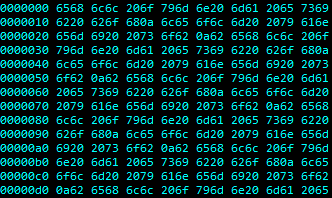 0000000 6568 6c6c 206f 796d 6e20 6d61 2065 7369
0000010 6220 626f 680a 6c65 6f6c 6d20 2079 616e
0000020 656d 6920 2073 6f62 0a62 6568 6c6c 206f
0000030 796d 6e20 6d61 2065 7369 6220 626f 680a
0000040 6c65 6f6c 6d20 2079 616e 656d 6920 2073
0000050 6f62 0a62 6568 6c6c 206f 796d 6e20 6d61
0000060 2065 7369 6220 626f 680a 6c65 6f6c 6d20
0000070 2079 616e 656d 6920 2073 6f62 0a62 6568
0000080 6c6c 206f 796d 6e20 6d61 2065 7369 6220
0000090 626f 680a 6c65 6f6c 6d20 2079 616e 656d
00000a0 6920 2073 6f62 0a62 6568 6c6c 206f 796d
00000b0 6e20 6d61 2065 7369 6220 626f 680a 6c65
00000c0 6f6c 6d20 2079 616e 656d 6920 2073 6f62
00000d0 0a62 6568 6c6c 206f 796d 6e20 6d61 2065